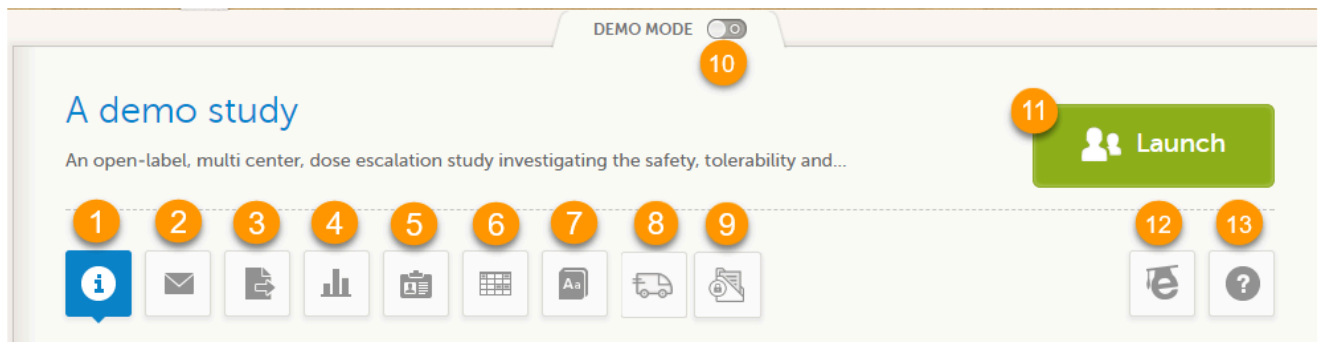 DEMO MODE
10
A demo study
11
Launch
An open-label, multi center, dose escalation study investigating the safety, tolerability and...
1 2 3 4 5 6 7 8 9 12 13
i Aa e ?